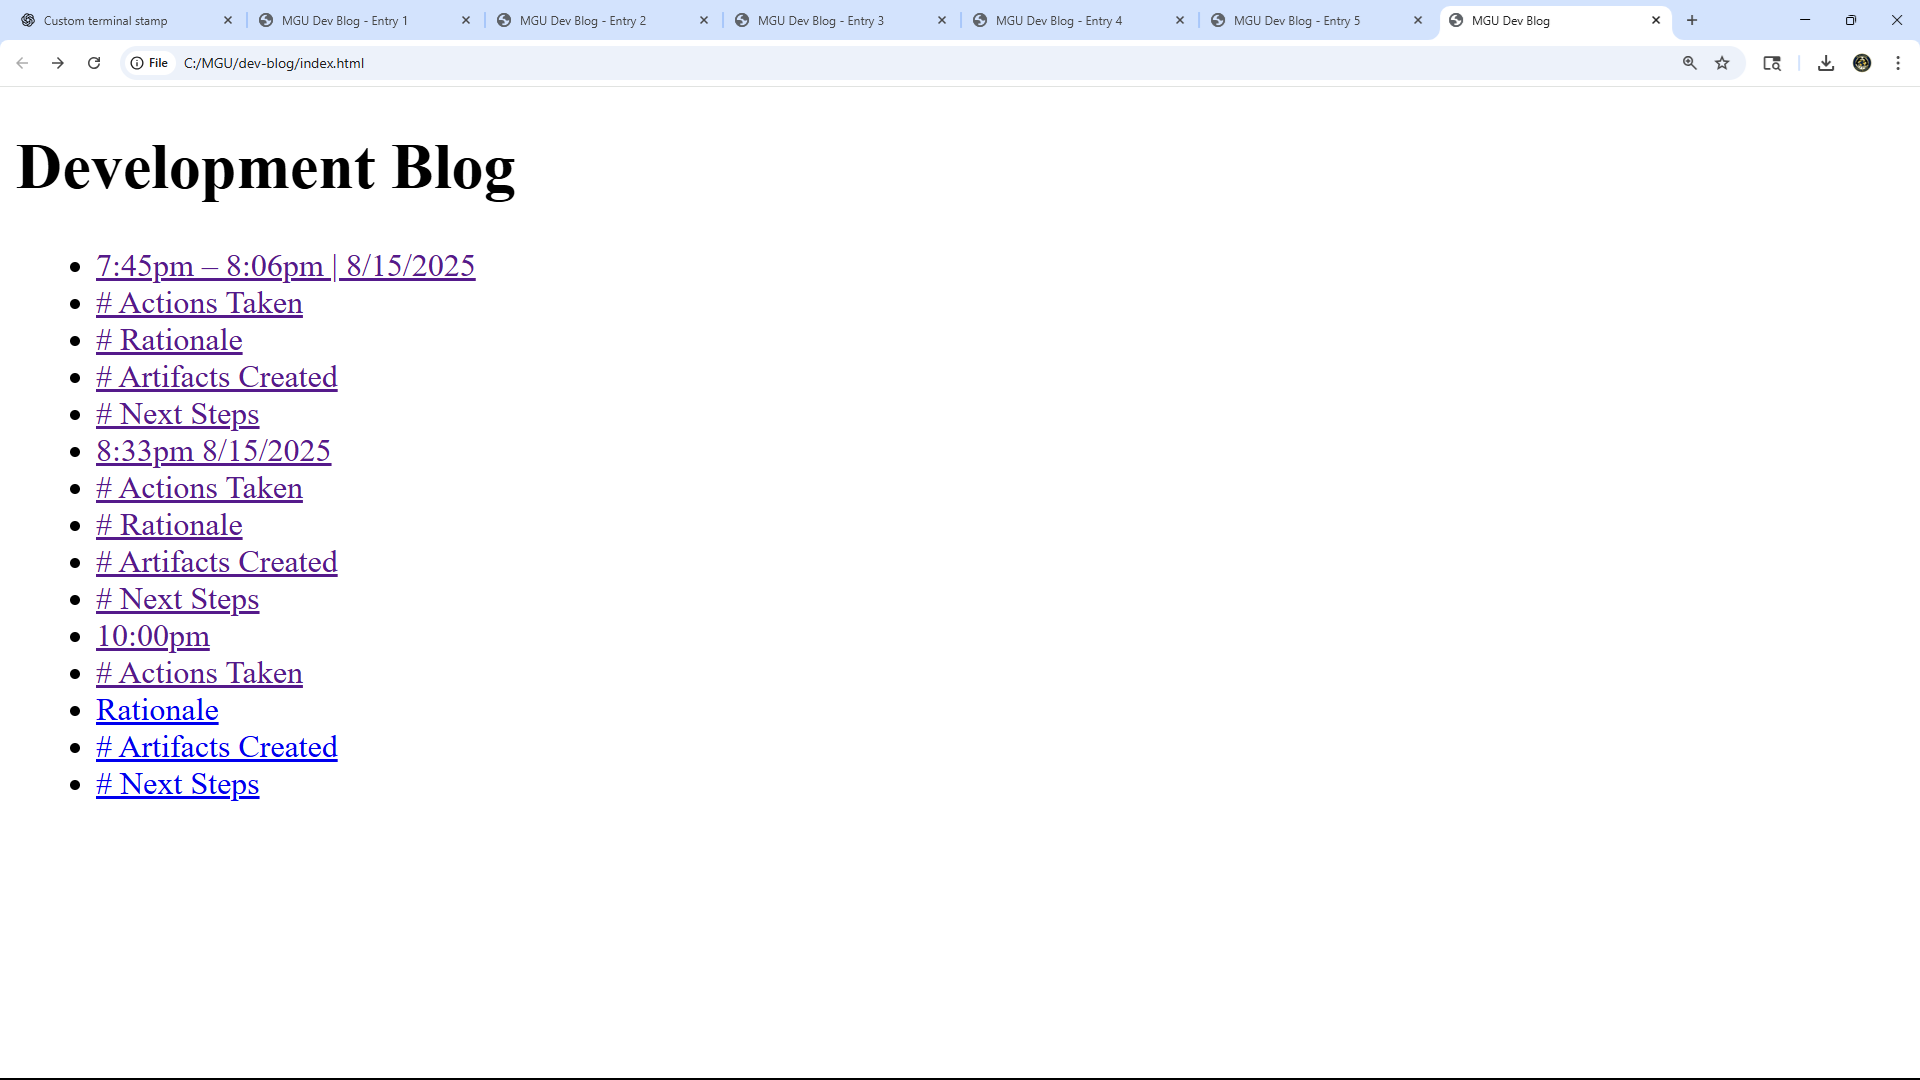 Custom terminal stamp
MGU Dev Blog - Entry 1
MGU Dev Blog - Entry 2
MGU Dev Blog - Entry 3
MGU Dev Blog - Entry 4
MGU Dev Blog - Entry 5
MGU Dev Blog
File C:/MGU/dev-blog/index.html
Development Blog
7:45pm – 8:06pm | 8/15/2025
# Actions Taken
# Rationale
# Artifacts Created
# Next Steps
8:33pm 8/15/2025
# Actions Taken
# Rationale
# Artifacts Created
# Next Steps
10:00pm
# Actions Taken
Rationale
# Artifacts Created
# Next Steps